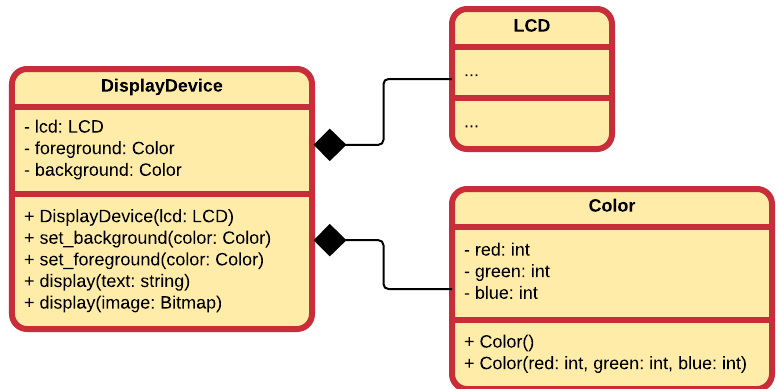 LCD
...
...
DisplayDevice
- lcd: LCD
- foreground: Color
- background: Color
+ DisplayDevice(lcd: LCD)
+ set_background(color: Color)
+ set_foreground(color: Color)
+ display(text: string)
+ display(image: Bitmap)
Color
- red: int
- green: int
- blue: int
+ Color()
+ Color(red: int, green: int, blue: int)